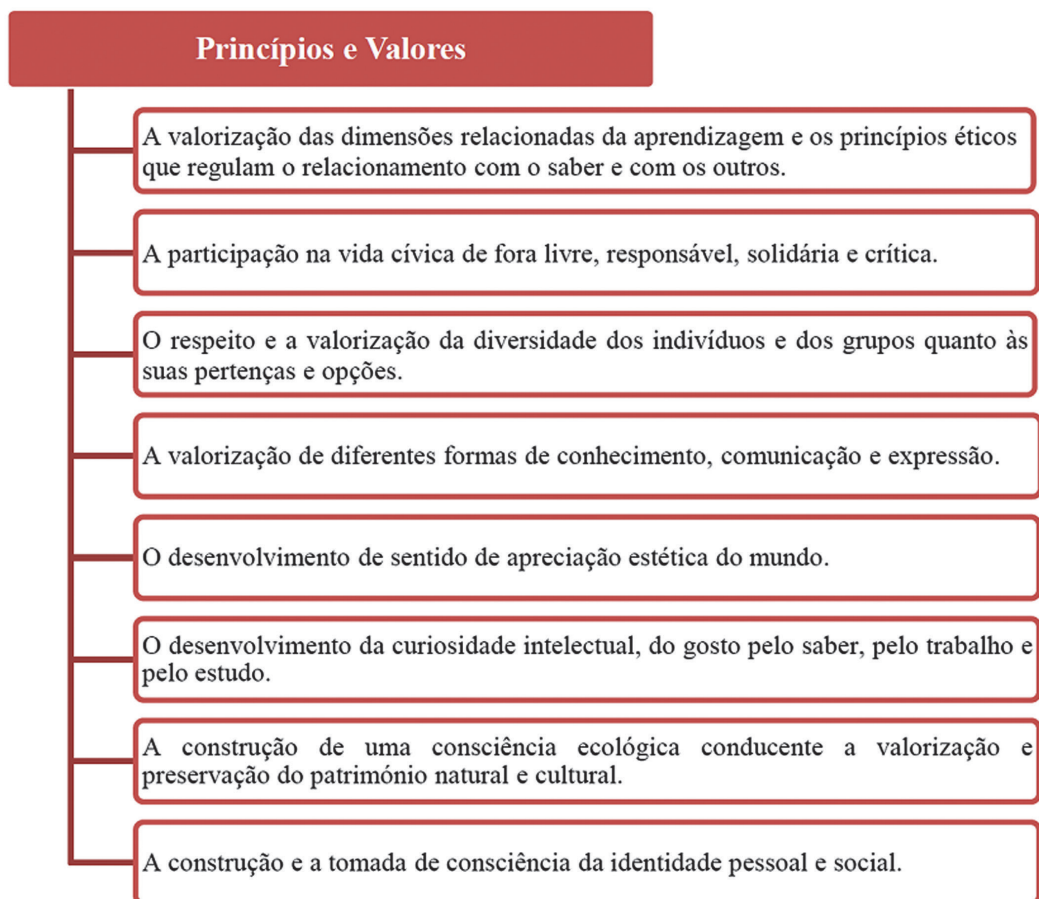 Princípios e Valores
A valorização das dimensões relacionadas da aprendizagem e os princípios éticos
que regulam o relacionamento com o saber e com os outros.
A participação na vida cívica de fora livre, responsável, solidária e crítica.
O respeito e a valorização da diversidade dos indivíduos e dos grupos quanto às
suas pertenças e opções.
A valorização de diferentes formas de conhecimento, comunicação e expressão.
O desenvolvimento de sentido de apreciação estética do mundo.
O desenvolvimento da curiosidade intelectual, do gosto pelo saber, pelo trabalho e
pelo estudo.
A construção de uma consciência ecológica conducente a valorização e
preservação do património natural e cultural.
A construção e a tomada de consciência da identidade pessoal e social.